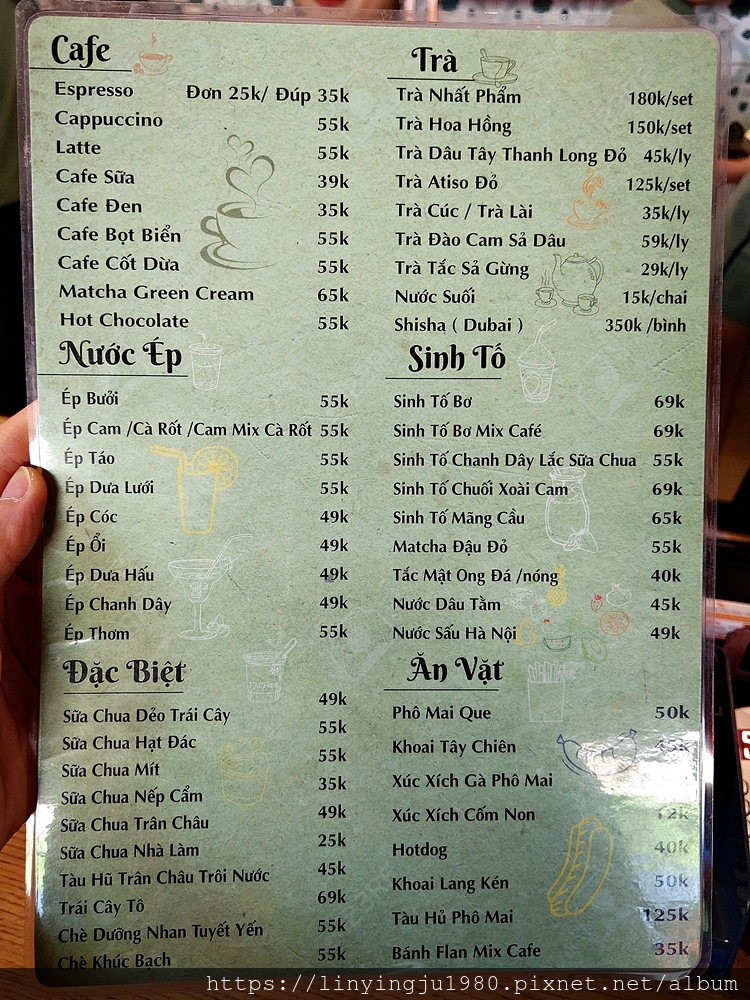 Cafe
Espresso Đơn 25k/ Đúp 35k
Cappuccino 55k
Latte 55k
Cafe Sữa 39k
Cafe Đen 35k
Cafe Bọt Biển 55k
Cafe Cốt Dừa 55k
Matcha Green Cream 65k
Hot Chocolate 55k
Trà
Trà Nhất Phẩm 180k/set
Trà Hoa Hồng 150k/set
Trà Dâu Tây Thanh Long Đỏ 45k/ly
Trà Atiso Đỏ 125k/set
Trà Cúc / Trà Lài 35k/ly
Trà Đào Cam Sả Dâu 59k/ly
Trà Tắc Sả Gừng 29k/ly
Nước Suối 15k/chai
Shisha ( Dubai ) 350k /bình
Nước Ép
Ép Bưởi 55k
Ép Cam /Cà Rốt /Cam Mix Cà Rốt 55k
Ép Táo 55k
Ép Dưa Lưới 55k
Ép Cóc 49k
Ép Ổi 49k
Ép Dưa Hấu 49k
Ép Chanh Dây 49k
Ép Thơm 55k
Sinh Tố
Sinh Tố Bơ 69k
Sinh Tố Bơ Mix Café 69k
Sinh Tố Chanh Dây Lắc Sữa Chua 55k
Sinh Tố Chuối Xoài Cam 69k
Sinh Tố Mãng Cầu 65k
Matcha Đậu Đỏ 55k
Tắc Mật Ong Đá /nóng 40k
Nước Dâu Tằm 45k
Nước Sấu Hà Nội 49k
Đặc Biệt
Sữa Chua Dẻo Trái Cây 49k
Sữa Chua Hạt Đác 55k
Sữa Chua Mít 55k
Sữa Chua Nếp Cẩm 35k
Sữa Chua Trân Châu 49k
Sữa Chua Nhà Làm 25k
Tàu Hũ Trân Châu Trôi Nước 45k
Trái Cây Tô 69k
Chè Dưỡng Nhan Tuyết Yến 55k
Chè Khúc Bạch 55k
Ăn Vặt
Phô Mai Que 50k
Khoai Tây Chiên
Xúc Xích Gà Phô Mai
Xúc Xích Cốm Non 12k
Hotdog 40k
Khoai Lang Kén 50k
Tàu Hủ Phô Mai 125k
Bánh Flan Mix Cafe 35k
https://linyingju1980.pixnet.net/album